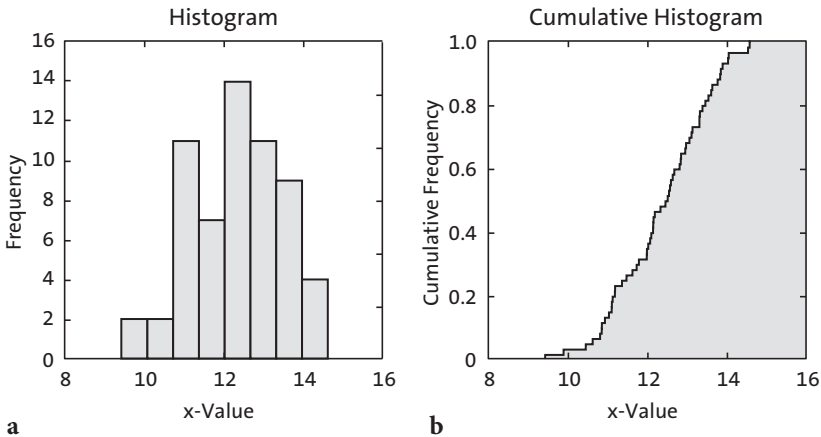 Histogram
16
14
12
10
8
6
4
2
0
Frequency
8 10 12 14 16
x-Value
a
Cumulative Histogram
1.0
0.8
0.6
0.4
0.2
0
Cumulative Frequency
8 10 12 14 16
x-Value
b